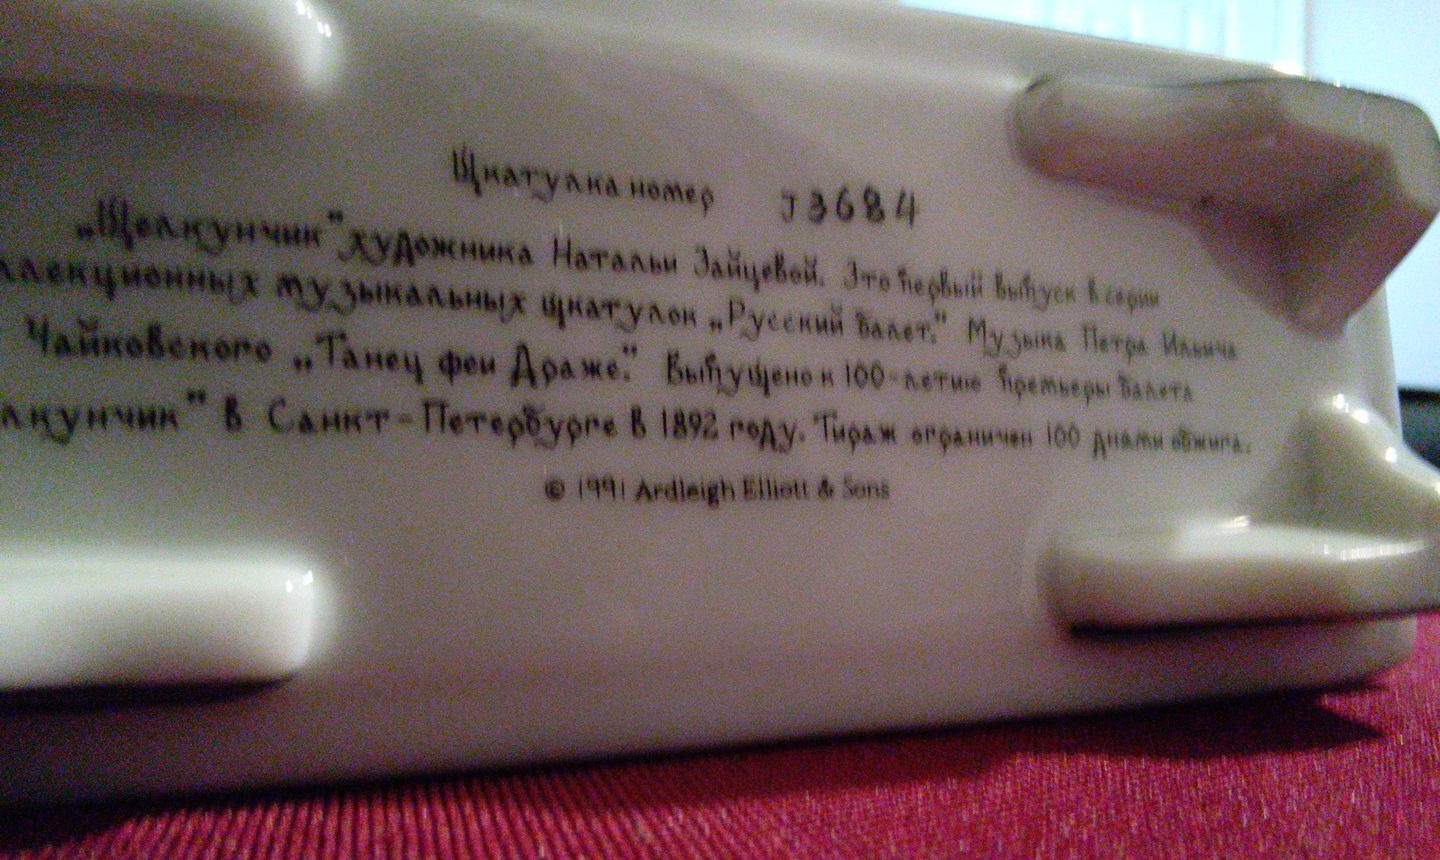 Шкатулка номер J3684
„Щелкунчик” художника Натальи Зайцевой. Это первый выпуск в серии
ллекционных музыкальных шкатулок „Русский балет.” Музыка Петра Ильича
Чайковского „Танец феи Драже.” Выпущено к 100-летию премьеры балета
лкунчик” в Санкт-Петербурге в 1892 году. Тираж ограничен 100 днями обжига.
© 1991 Ardleigh Elliott & Sons